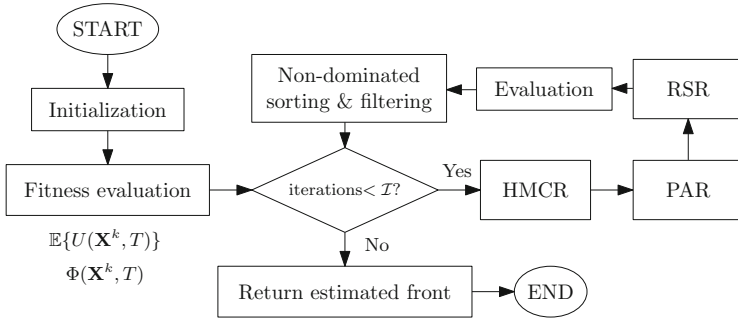 START
Initialization
Fitness evaluation
𝔼{U(𝐗^k, T)}
Φ(𝐗^k, T)
Non-dominated
sorting & filtering
iterations< ℐ?
Yes
No
HMCR
PAR
RSR
Evaluation
Return estimated front
END